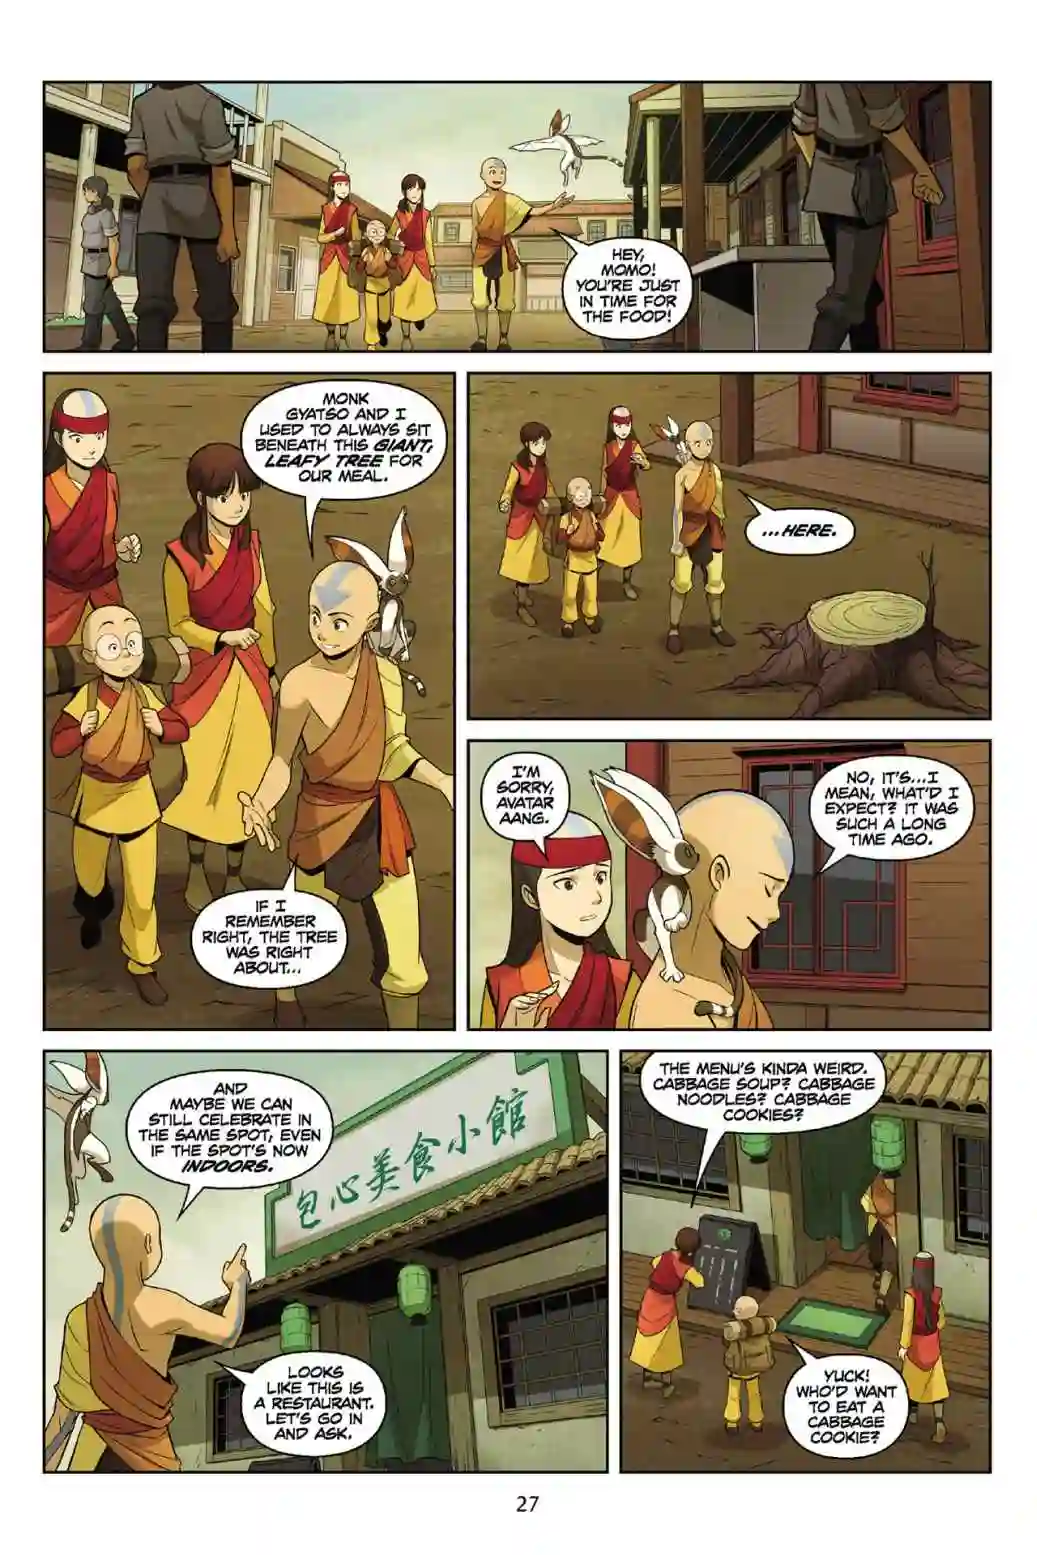 HEY,
MOMO!
YOU'RE JUST
IN TIME FOR
THE FOOD!
MONK
GYATSO AND I
USED TO ALWAYS SIT
BENEATH THIS GIANT,
LEAFY TREE FOR
OUR MEAL.
IF I
REMEMBER
RIGHT, THE TREE
WAS RIGHT
ABOUT...
...HERE.
I'M
SORRY,
AVATAR
AANG.
NO, IT'S...I
MEAN, WHAT'D I
EXPECT? IT WAS
SUCH A LONG
TIME AGO.
AND
MAYBE WE CAN
STILL CELEBRATE IN
THE SAME SPOT, EVEN
IF THE SPOT'S NOW
INDOORS.
包心美食小館
LOOKS
LIKE THIS IS
A RESTAURANT.
LET'S GO IN
AND ASK.
THE MENU'S KINDA WEIRD.
CABBAGE SOUP? CABBAGE
NOODLES? CABBAGE
COOKIES?
YUCK!
WHO'D WANT
TO EAT A
CABBAGE
COOKIE?
27